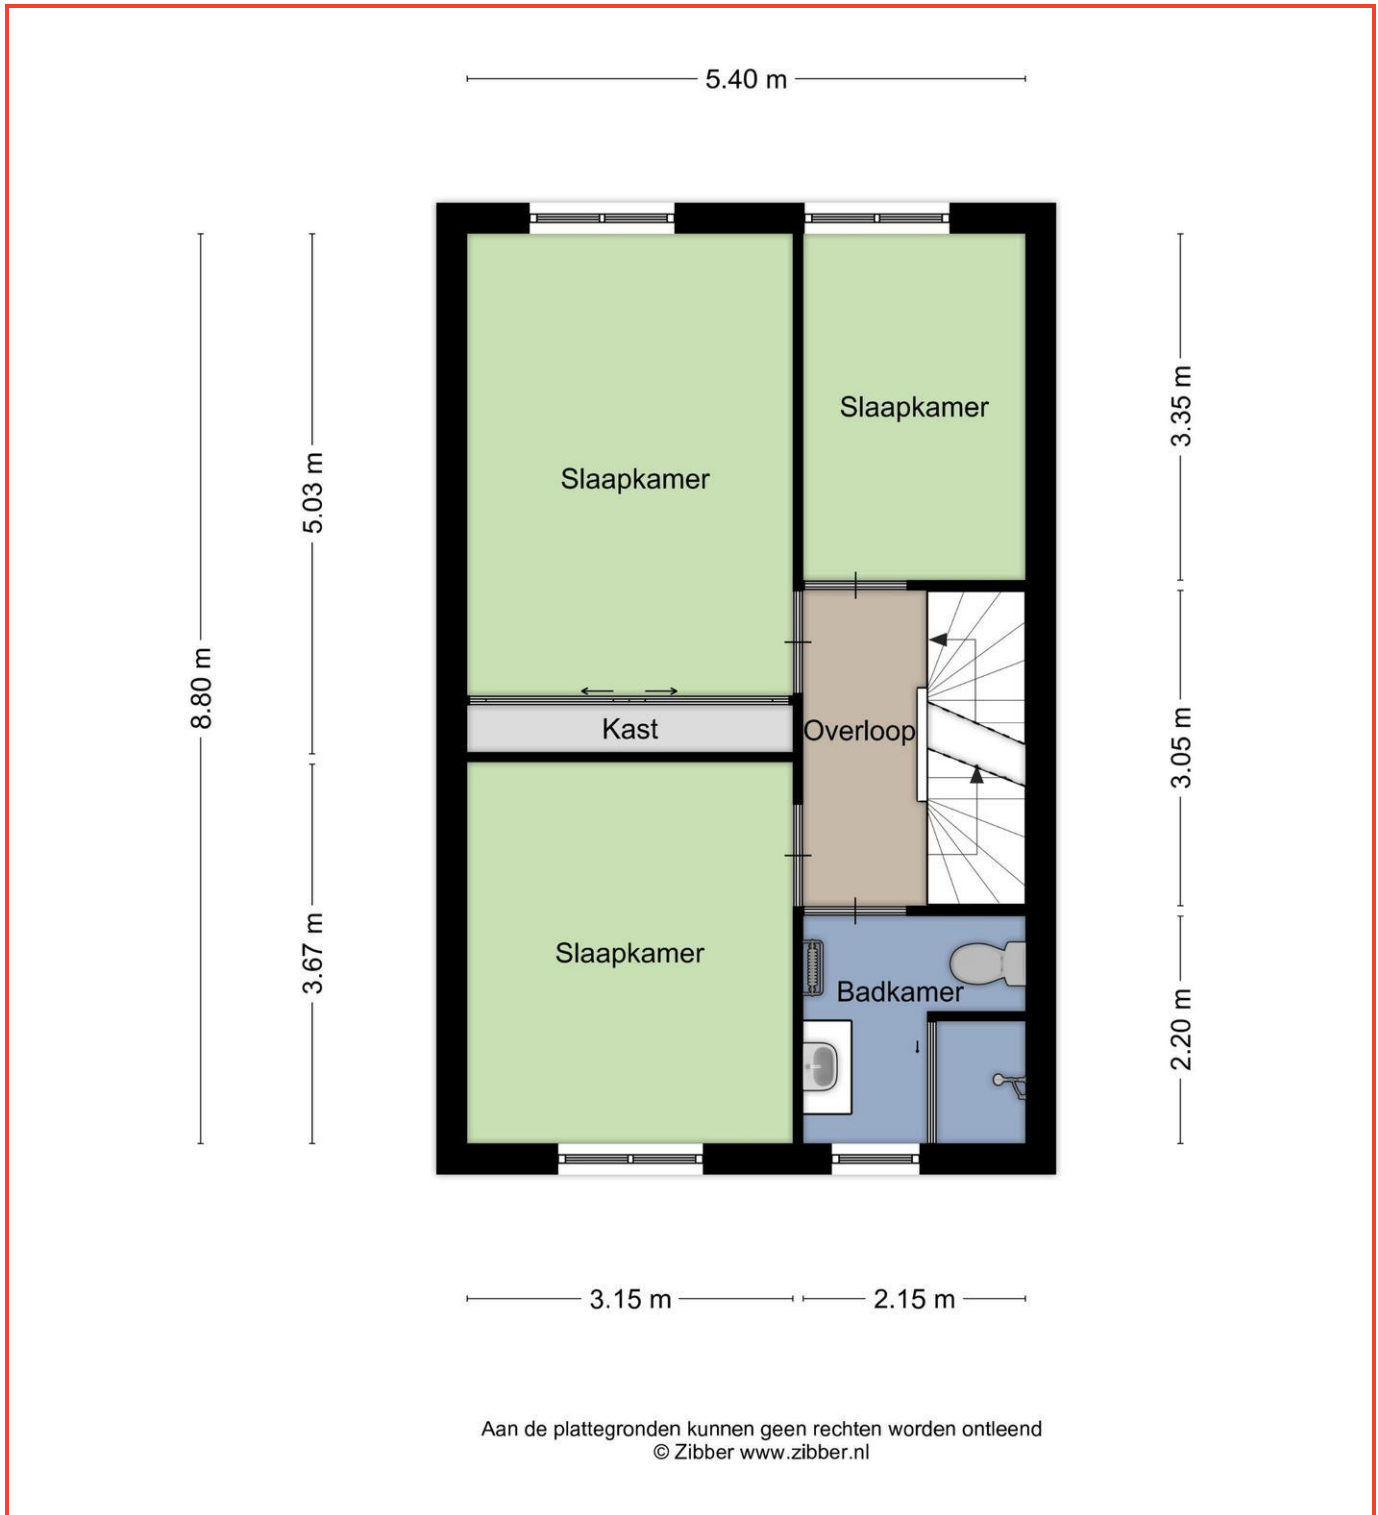 5.40 m
Slaapkamer
3.35 m
Slaapkamer
5.03 m
8.80 m
Kast
Overloop
3.05 m
Slaapkamer
3.67 m
Badkamer
2.20 m
3.15 m
2.15 m
Aan de plattegronden kunnen geen rechten worden ontleend
© Zibber www.zibber.nl